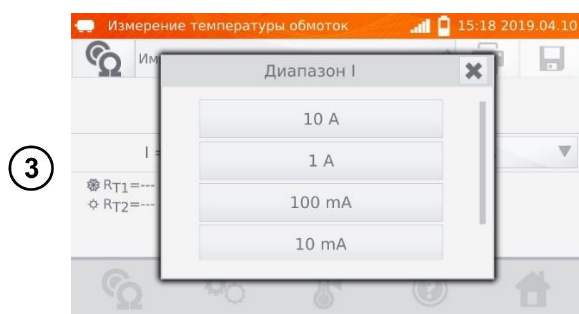 Измерение температуры обмоток 15:18 2019.04.10
Им
Диапазон I
10 A
1 A
100 mA
10 mA
I =
RT1=---
RT2=---
3